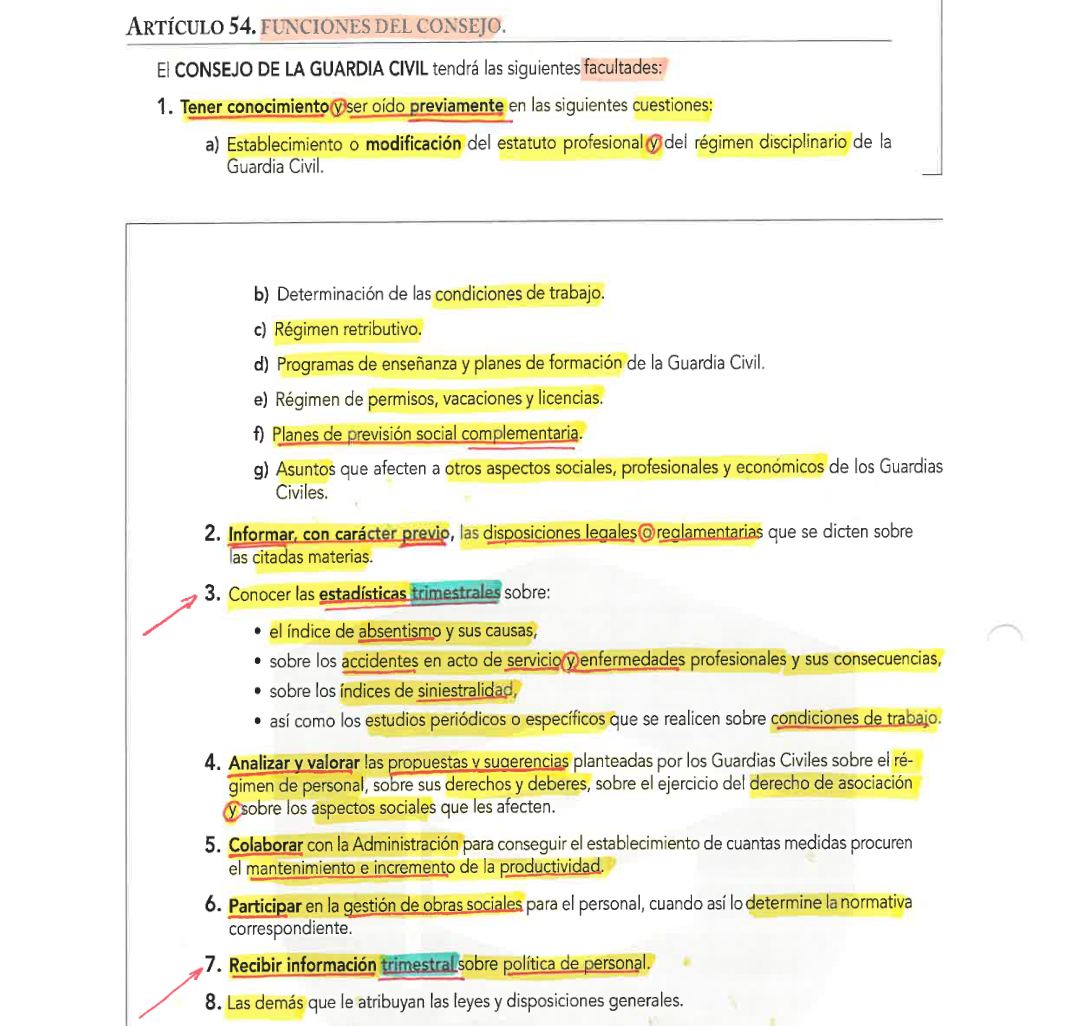 ARTÍCULO 54. FUNCIONES DEL CONSEJO.
El CONSEJO DE LA GUARDIA CIVIL tendrá las siguientes facultades:
1. Tener conocimiento y ser oído previamente en las siguientes cuestiones:
a) Establecimiento o modificación del estatuto profesional y del régimen disciplinario de la
Guardia Civil.
b) Determinación de las condiciones de trabajo.
c) Régimen retributivo.
d) Programas de enseñanza y planes de formación de la Guardia Civil.
e) Régimen de permisos, vacaciones y licencias.
f) Planes de previsión social complementaria.
g) Asuntos que afecten a otros aspectos sociales, profesionales y económicos de los Guardias
Civiles.
2. Informar, con carácter previo, las disposiciones legales o reglamentarias que se dicten sobre
las citadas materias.
3. Conocer las estadísticas trimestrales sobre:
• el índice de absentismo y sus causas,
• sobre los accidentes en acto de servicio y enfermedades profesionales y sus consecuencias,
• sobre los índices de siniestralidad,
• así como los estudios periódicos o específicos que se realicen sobre condiciones de trabajo.
4. Analizar y valorar las propuestas y sugerencias planteadas por los Guardias Civiles sobre el ré-
gimen de personal, sobre sus derechos y deberes, sobre el ejercicio del derecho de asociación
y sobre los aspectos sociales que les afecten.
5. Colaborar con la Administración para conseguir el establecimiento de cuantas medidas procuren
el mantenimiento e incremento de la productividad.
6. Participar en la gestión de obras sociales para el personal, cuando así lo determine la normativa
correspondiente.
7. Recibir información trimestral sobre política de personal.
8. Las demás que le atribuyan las leyes y disposiciones generales.